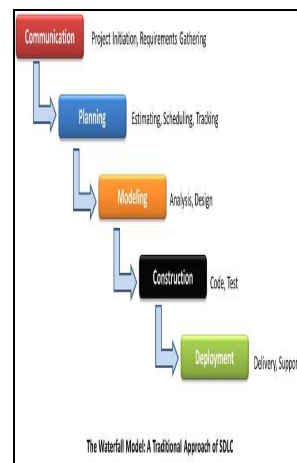 Communication Project Initiation, Requirements Gathering
Planning Estimating, Scheduling, Tracking
Modeling Analysis, Design
Construction Code, Test
Deployment Delivery, Support
The Waterfall Model: A Traditional Approach of SDLC